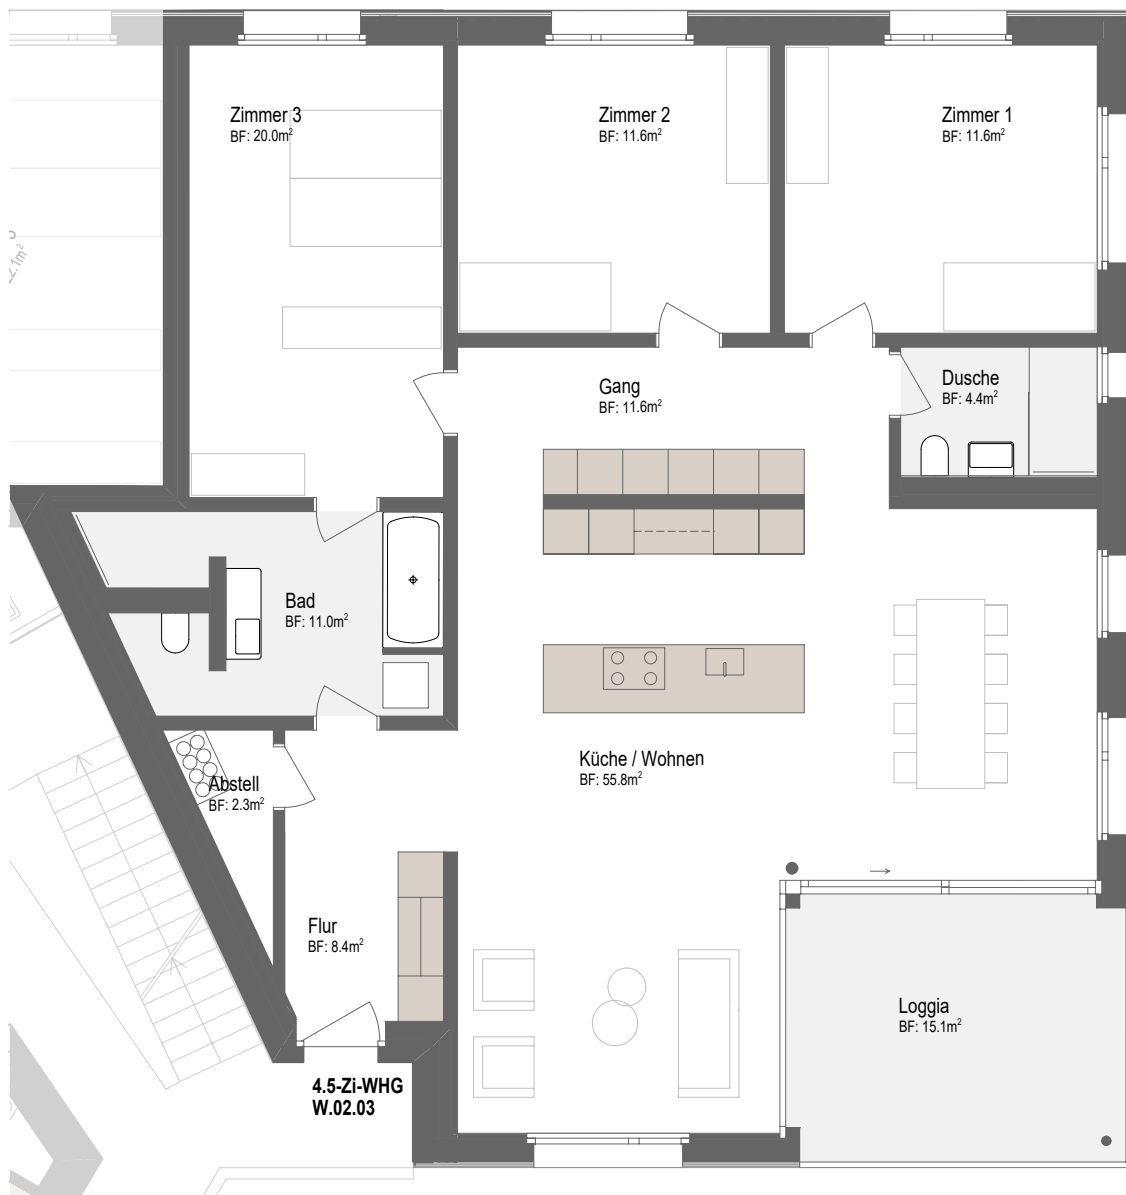 Zimmer 3
BF: 20.0m²
Zimmer 2
BF: 11.6m²
Zimmer 1
BF: 11.6m²
Gang
BF: 11.6m²
Dusche
BF: 4.4m²
Bad
BF: 11.0m²
Küche / Wohnen
BF: 55.8m²
Abstell
BF: 2.3m²
Flur
BF: 8.4m²
Loggia
BF: 15.1m²
4.5-Zi-WHG
W.02.03